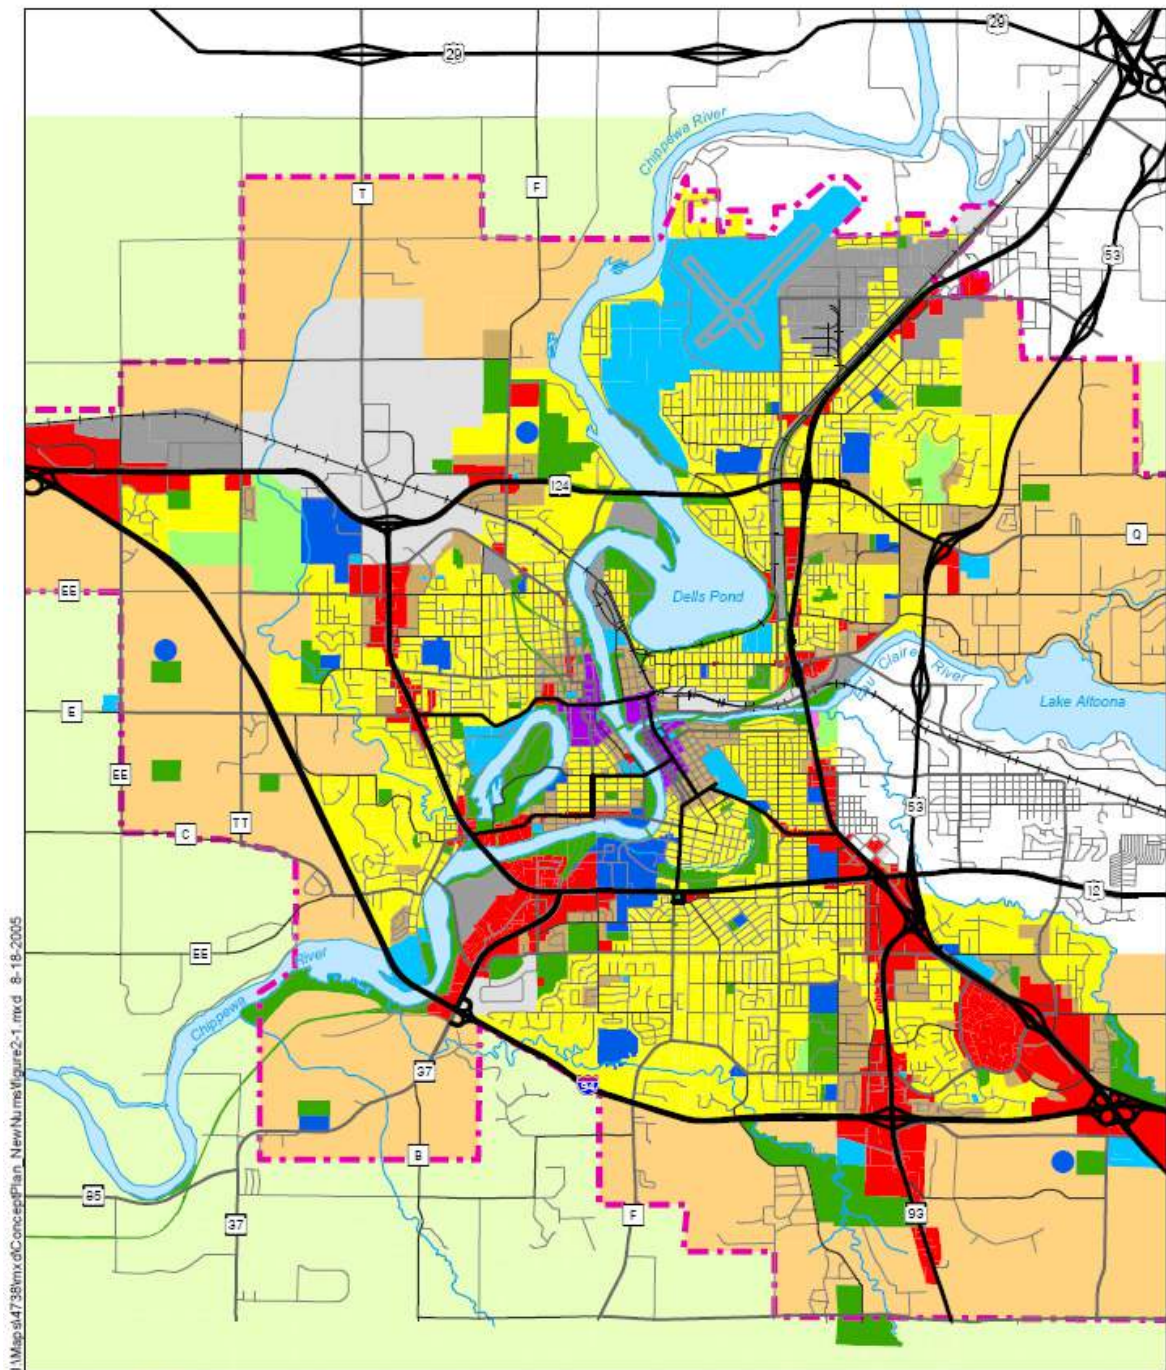 29
29
Chippewa River
T
F
53
124
Q
Dells Pond
EE
Eau Claire River
Lake Altoona
E
EE
TT
C
53
12
EE
Chippewa River
37
94
B
85
37
F
93
I:\Maps\4738\mxd\ConceptPlan_NewNums\figure2-1.mxd 8-18-2005